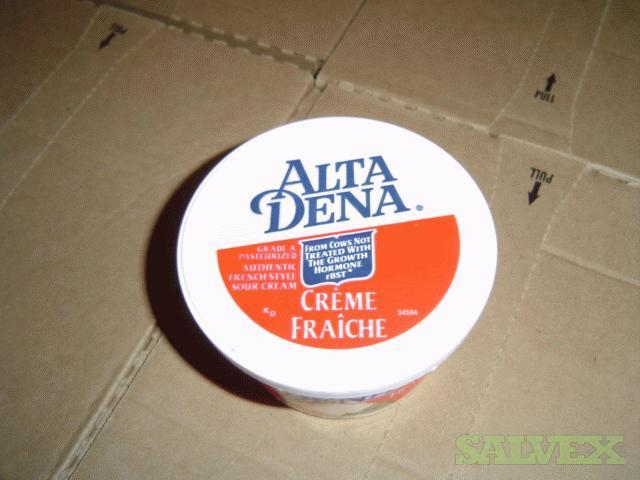 PULL
PULL
PULL
ALTA
DENA®
GRADE A
PASTEURIZED
AUTHENTIC
FRENCH STYLE
SOUR CREAM
FROM COWS NOT
TREATED WITH
THE GROWTH
HORMONE
rBST*
CRÈME
FRAÎCHE
KD
34584
SALVEX